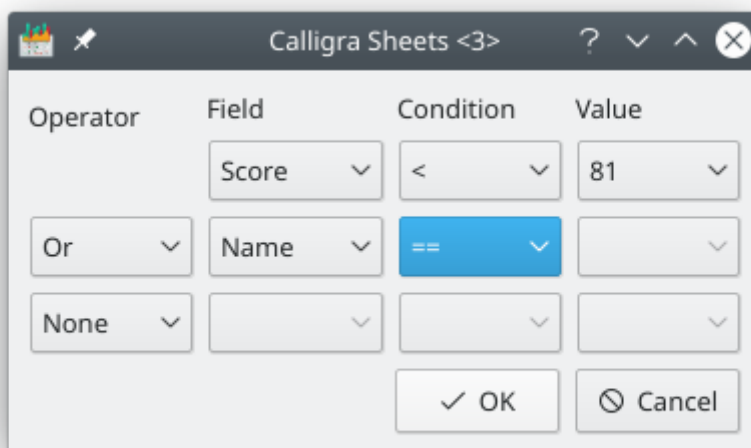 Calligra Sheets <3>
Operator Field Condition Value
Score < 81
Or Name ==
None
OK Cancel